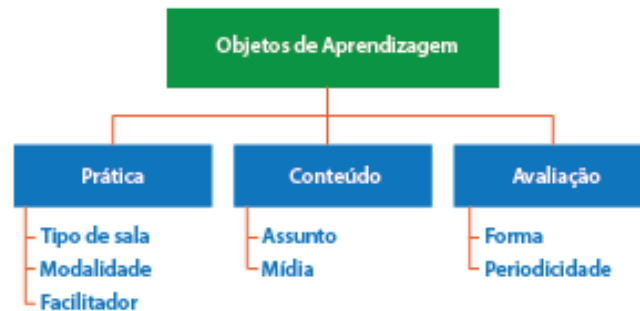 Objetos de Aprendizagem
Prática
Tipo de sala
Modalidade
Facilitador
Conteúdo
Assunto
Mídia
Avaliação
Forma
Periodicidade